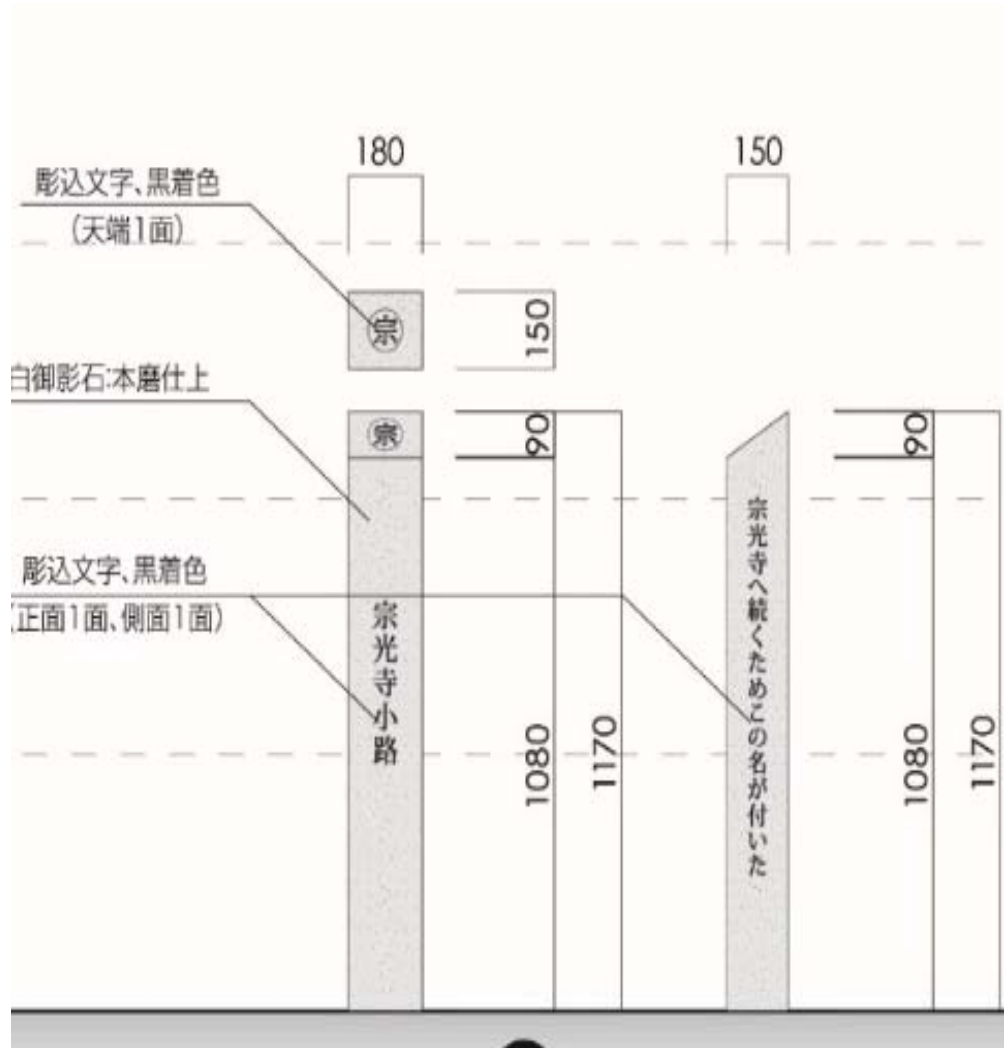 180
150
彫込文字、黒着色
(天端1面)
宗
150
白御影石:本磨仕上
宗
90
90
彫込文字、黒着色
(正面1面、側面1面)
宗光寺小路
宗光寺へ続くためこの名が付いた
1080
1170
1080
1170